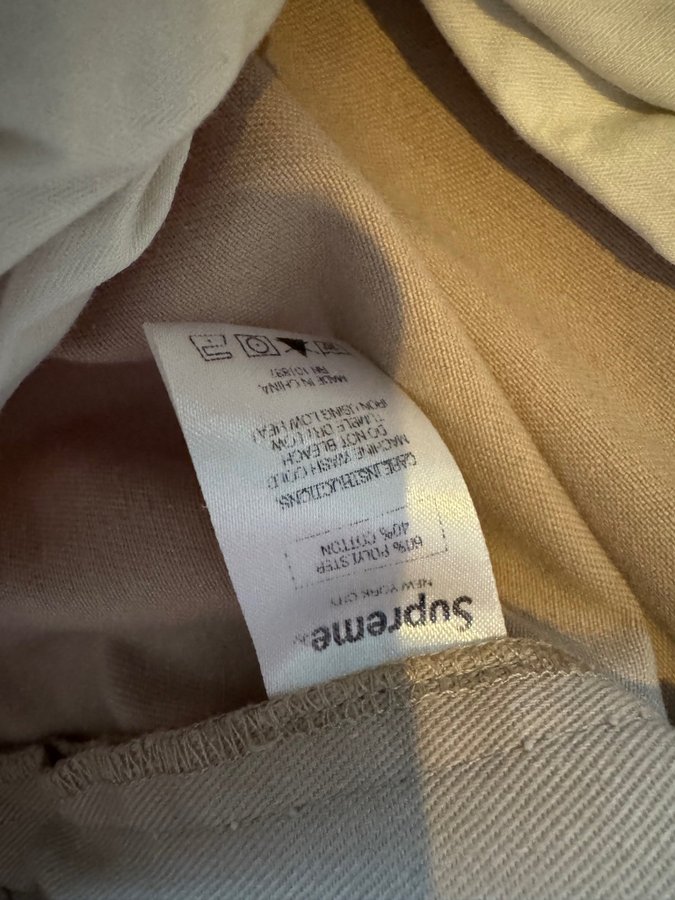 Supreme
NEW YORK CITY
60% POLYESTER
40% COTTON
CARE INSTRUCTIONS:
MACHINE WASH COLD
DO NOT BLEACH
TUMBLE DRY LOW
IRON USING LOW HEAT
MADE IN CHINA
RN 101837